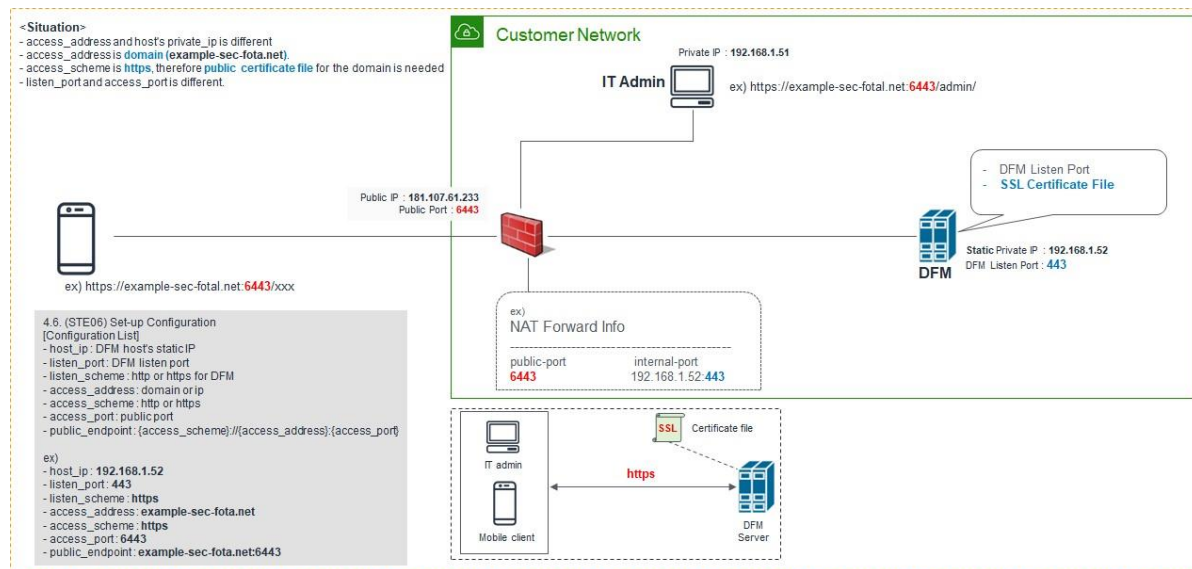 <Situation>
- access_address and host's private_ip is different
- access_address is domain (example-sec-fota.net).
- access_scheme is https, therefore public certificate file for the domain is needed
- listen_port and access_port is different.
Customer Network
Private IP : 192.168.1.51
IT Admin
ex) https://example-sec-fotal.net:6443/admin/
- DFM Listen Port
- SSL Certificate File
Public IP : 181.107.61.233
Public Port : 6443
Static Private IP : 192.168.1.52
DFM Listen Port : 443
DFM
ex) https://example-sec-fotal.net:6443/xxx
ex)
NAT Forward Info
public-port internal-port
6443 192.168.1.52:443
4.6. (STE06) Set-up Configuration
[Configuration List]
- host_ip : DFM host's static IP
- listen_port : DFM listen port
- listen_scheme : http or https for DFM
- access_address : domain or ip
- access_scheme : http or https
- access_port : public port
- public_endpoint : {access_scheme}://{access_address}:{access_port}
ex)
- host_ip : 192.168.1.52
- listen_port : 443
- listen_scheme : https
- access_address : example-sec-fota.net
- access_scheme : https
- access_port : 6443
- public_endpoint : example-sec-fota.net:6443
IT admin
Mobile client
https
SSL
Certificate file
DFM
Server